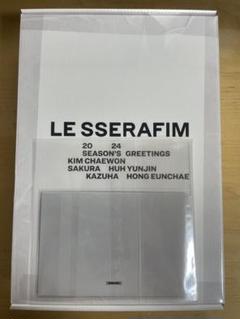 LE SSERAFIM
20 24
SEASON'S GREETINGS
KIM CHAEWON
SAKURA HUH YUNJIN
KAZUHA HONG EUNCHAE